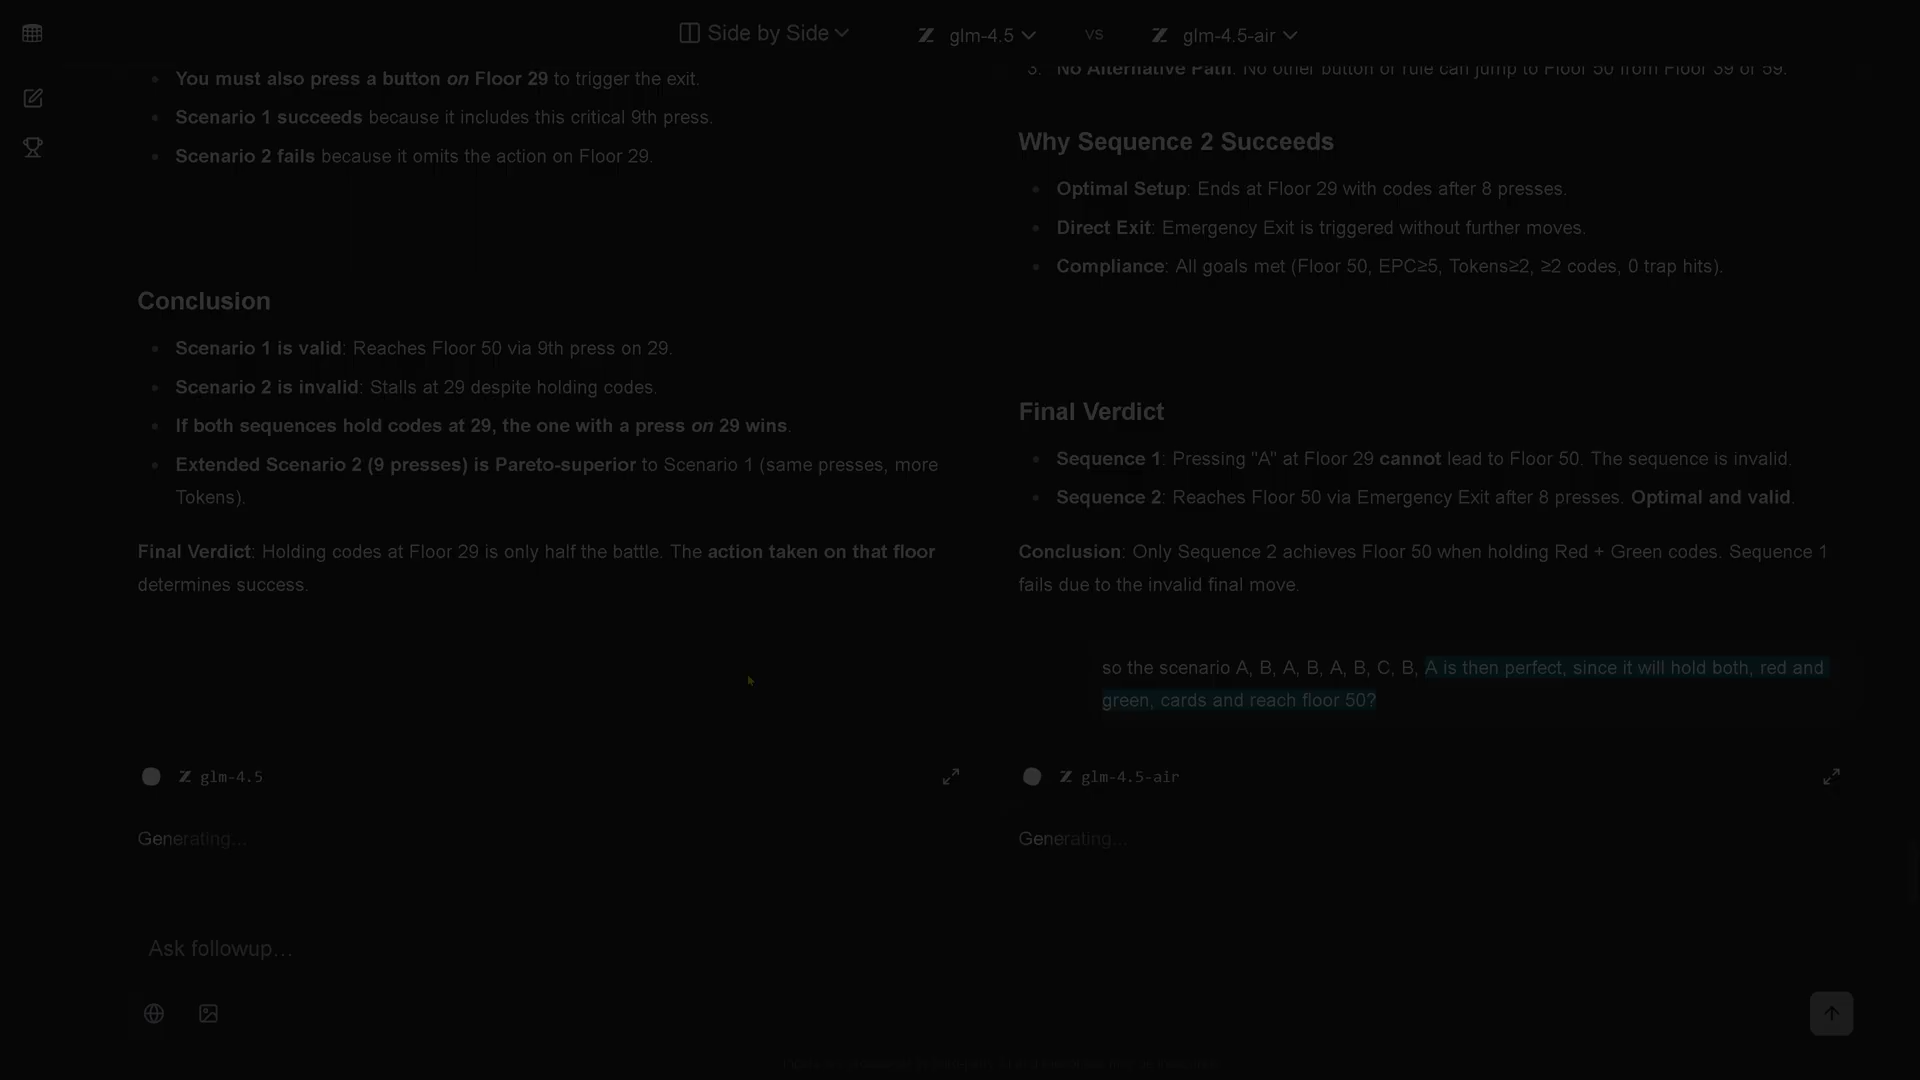 Side by Side
glm-4.5
VS
glm-4.5-air
You must also press a button on Floor 29 to trigger the exit.
Scenario 1 succeeds because it includes this critical 9th press.
Scenario 2 fails because it omits the action on Floor 29.
Conclusion
Scenario 1 is valid: Reaches Floor 50 via 9th press on 29.
Scenario 2 is invalid: Stalls at 29 despite holding codes.
If both sequences hold codes at 29, the one with a press on 29 wins.
Extended Scenario 2 (9 presses) is Pareto-superior to Scenario 1 (same presses, more
Tokens).
Final Verdict: Holding codes at Floor 29 is only half the battle. The action taken on that floor
determines success.
3. No Alternative Path: No other button or rule can jump to Floor 50 from Floor 39 or 59.
Why Sequence 2 Succeeds
Optimal Setup: Ends at Floor 29 with codes after 8 presses.
Direct Exit: Emergency Exit is triggered without further moves.
Compliance: All goals met (Floor 50, EPC≥5, Tokens≥2, ≥2 codes, 0 trap hits).
Final Verdict
Sequence 1: Pressing "A" at Floor 29 cannot lead to Floor 50. The sequence is invalid.
Sequence 2: Reaches Floor 50 via Emergency Exit after 8 presses. Optimal and valid.
Conclusion: Only Sequence 2 achieves Floor 50 when holding Red + Green codes. Sequence 1
fails due to the invalid final move.
so the scenario A, B, A, B, A, B, C, B, A is then perfect, since it will hold both, red and
green, cards and reach floor 50?
glm-4.5
Generating...
glm-4.5-air
Generating...
Ask followup...